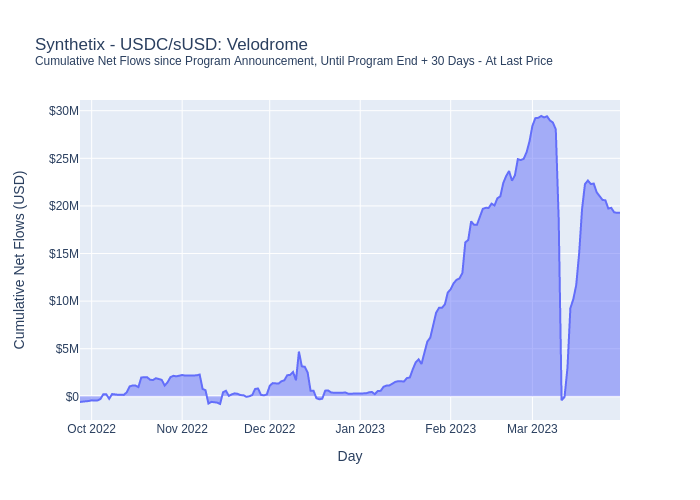 Synthetix - USDC/sUSD: Velodrome
Cumulative Net Flows since Program Announcement, Until Program End + 30 Days - At Last Price
Cumulative Net Flows (USD)
$30M
$25M
$20M
$15M
$10M
$5M
$0
Oct 2022
Nov 2022
Dec 2022
Jan 2023
Feb 2023
Mar 2023
Day